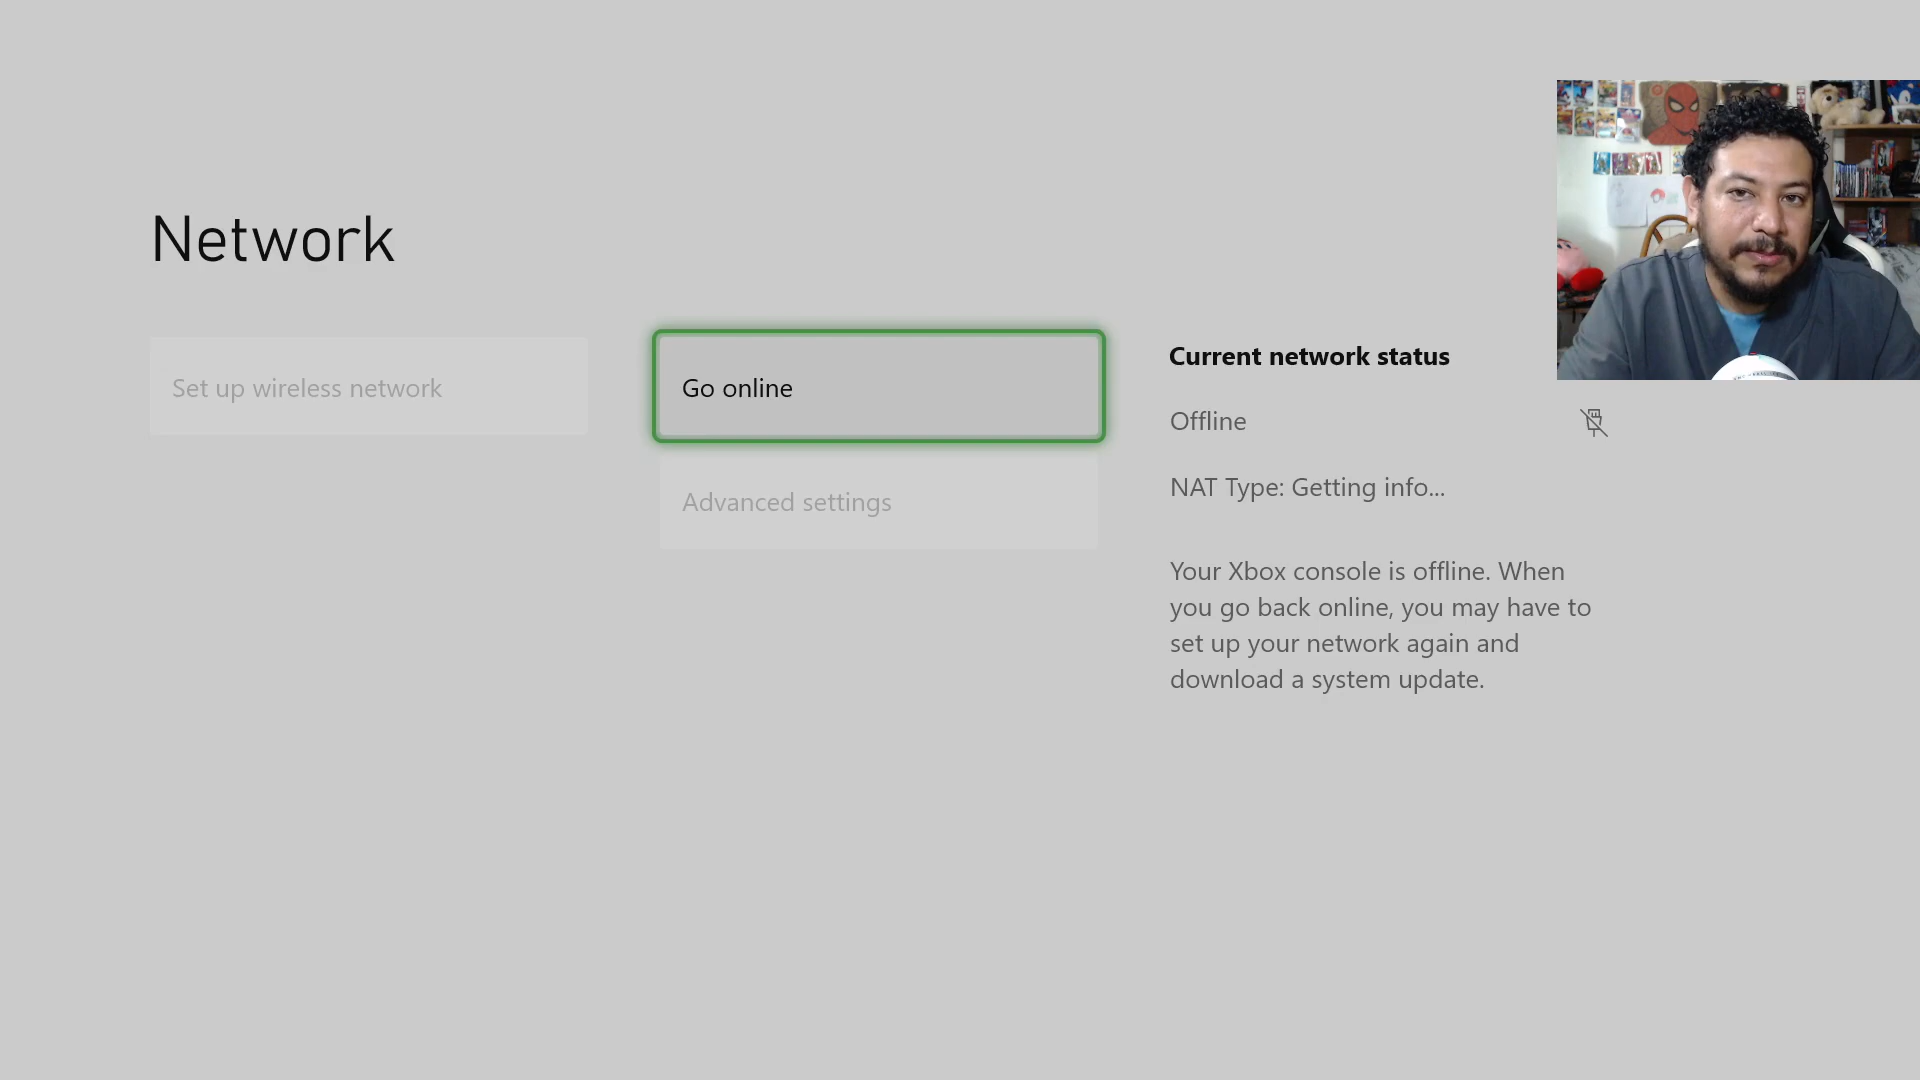 Network
Set up wireless network
Go online
Advanced settings
Current network status
Offline
NAT Type: Getting info...
Your Xbox console is offline. When
you go back online, you may have to
set up your network again and
download a system update.